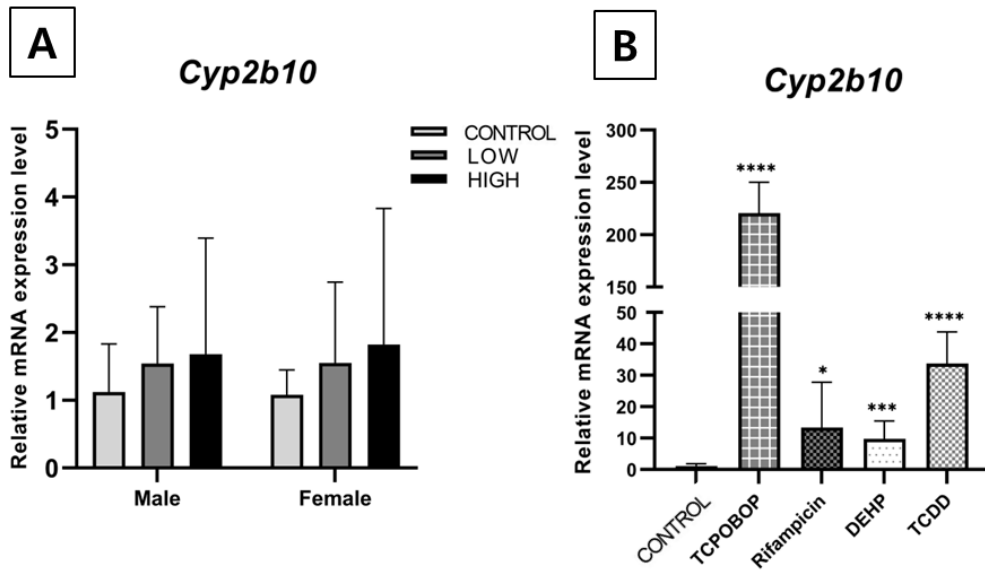 A
Cyp2b10
Relative mRNA expression level
5
4
3
2
1
0
Male
Female
CONTROL
LOW
HIGH
B
Cyp2b10
Relative mRNA expression level
300
250
200
150
50
40
30
20
10
0
****
*
***
****
CONTROL
TCPOBOP
Rifampicin
DEHP
TCDD